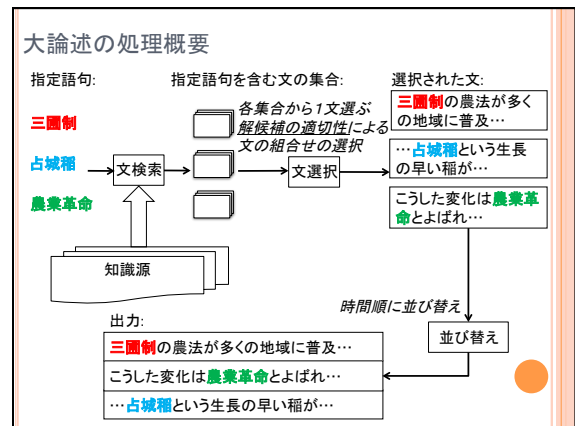 大論述の処理概要
指定語句:
指定語句を含む文の集合:
選択された文:
三圃制
占城稲
農業革命
文検索
知識源
各集合から1文選ぶ
解候補の適切性による
文の組合せの選択
文選択
三圃制の農法が多く
の地域に普及…
…占城稲という生長
の早い稲が…
こうした変化は農業革
命とよばれ…
時間順に並び替え
並び替え
出力:
三圃制の農法が多くの地域に普及…
こうした変化は農業革命とよばれ…
…占城稲という生長の早い稲が…